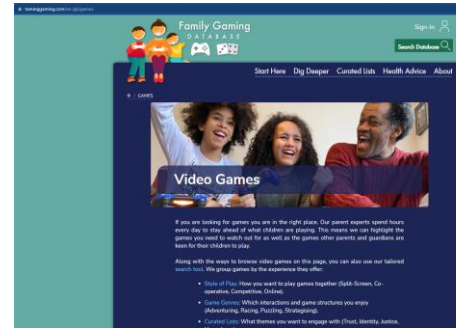 taminggaming.com/en-gb/games
Family Gaming
DATABASE
Sign-In
Search Database
Start Here Dig Deeper Curated Lists Health Advice About
/ GAMES
Video Games
If you are looking for games you are in the right place. Our parent experts spend hours
every day to stay ahead of what children are playing. This means we can highlight the
games you need to watch out for as well as the games other parents and guardians are
keen for their children to play.
Along with the ways to browse video games on this page, you can also use our tailored
search tool. We group games by the experience they offer:
• Style of Play: How you want to play games together (Split-Screen, Co-
operative, Competitive, Online).
• Game Genres: Which interactions and game structures you enjoy
(Adventuring, Racing, Puzzling, Strategising).
• Curated Lists: What themes you want to engage with (Trust, Identity, Justice,